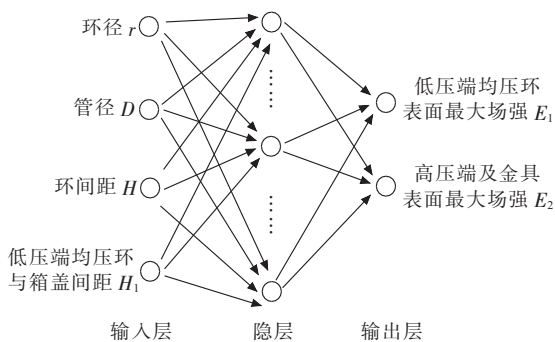 环径 r
管径 D
环间距 H
低压端均压环
与箱盖间距 H₁
低压端均压环
表面最大场强 E₁
高压端及金具
表面最大场强 E₂
输入层
隐层
输出层